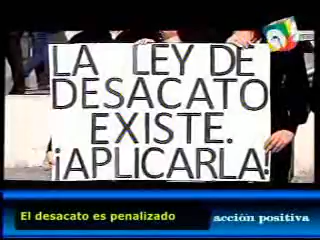 LA LEY DE
DESACATO
EXISTE.
¡APLICARLA!
El desacato es penalizado
acción positiva